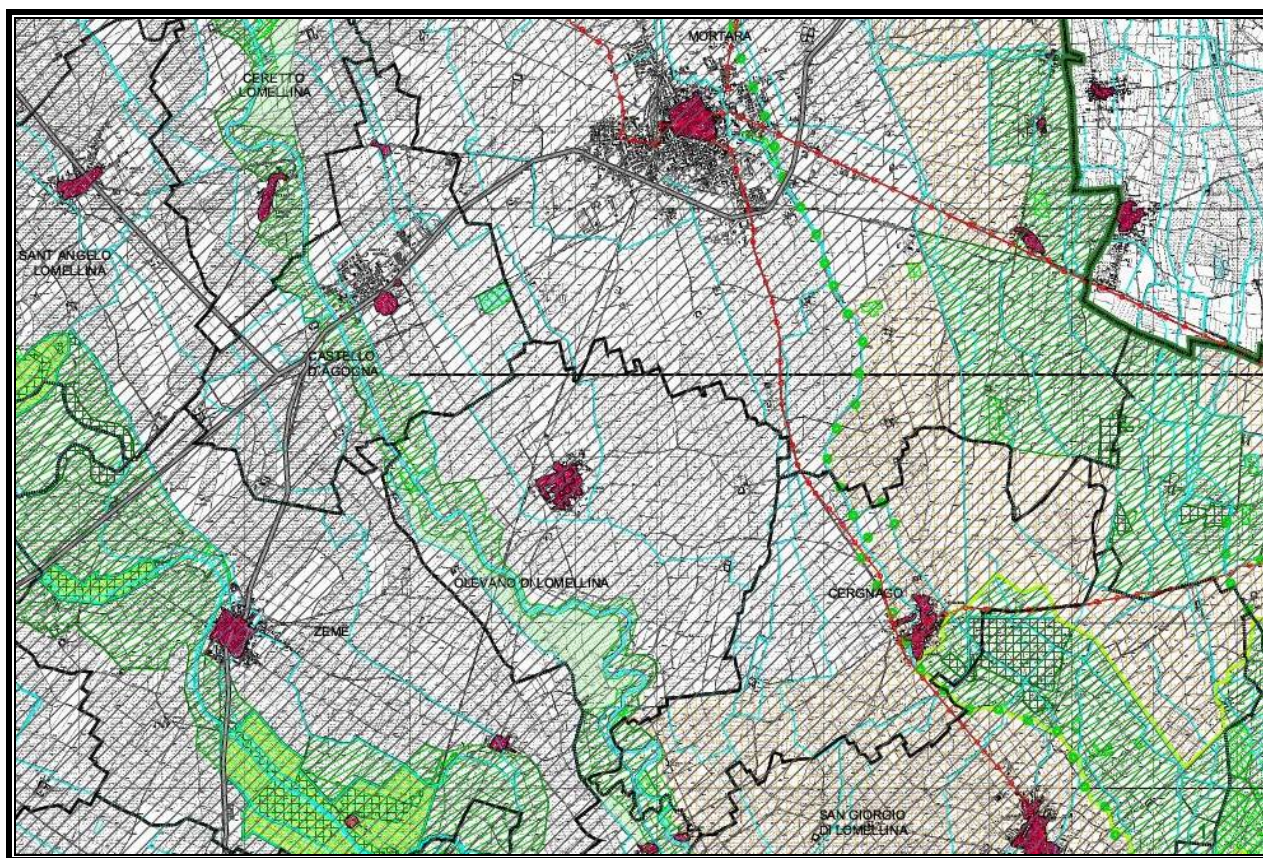 MORTARA
CERETTO
LOMELLINA
SANT ANGELO
LOMELLINA
CASTELLO
D'AGOGNA
OLEVANO DI LOMELLINA
CERGNAGO
ZEME
SAN GIORGIO
DI LOMELLINA